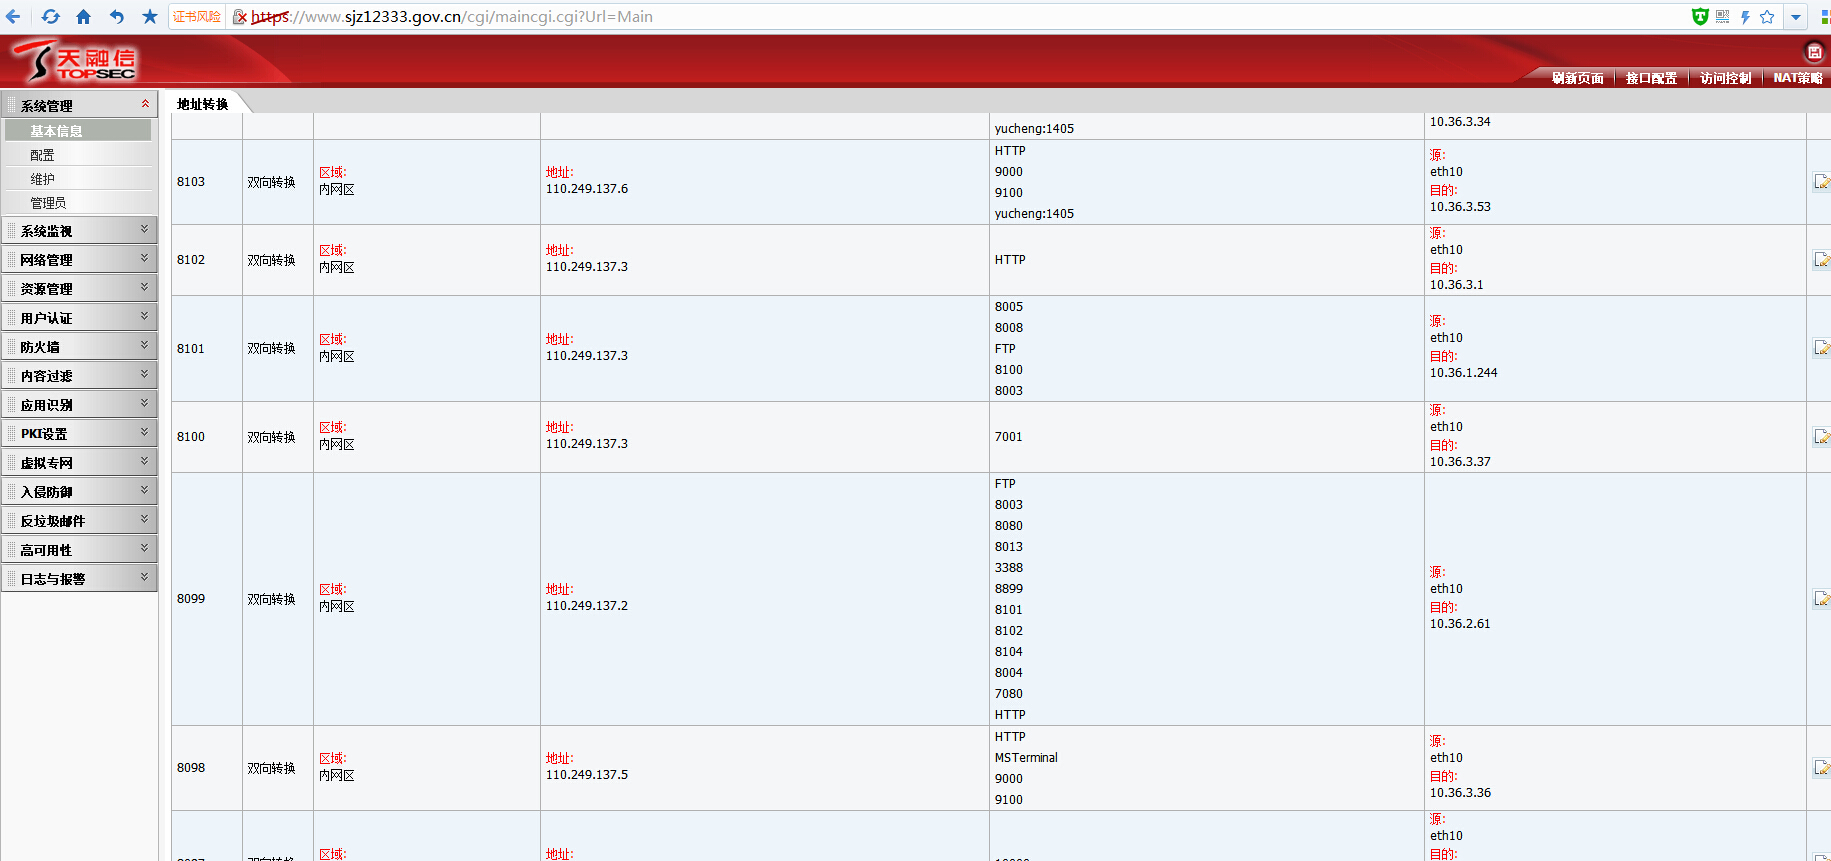 证书风险 https://www.sjz12333.gov.cn/cgi/maincgi.cgi?Url=Main
天融信
TOPSEC
刷新页面 接口配置 访问控制 NAT策略
系统管理
基本信息
配置
维护
管理员
系统监视
网络管理
资源管理
用户认证
防火墙
内容过滤
应用识别
PKI设置
虚拟专网
入侵防御
反垃圾邮件
高可用性
日志与报警
地址转换
yucheng:1405
10.36.3.34
8103
双向转换
区域:
内网区
地址:
110.249.137.6
HTTP
9000
9100
yucheng:1405
源:
eth10
目的:
10.36.3.53
8102
双向转换
区域:
内网区
地址:
110.249.137.3
HTTP
源:
eth10
目的:
10.36.3.1
8101
双向转换
区域:
内网区
地址:
110.249.137.3
8005
8008
FTP
8100
8003
源:
eth10
目的:
10.36.1.244
8100
双向转换
区域:
内网区
地址:
110.249.137.3
7001
源:
eth10
目的:
10.36.3.37
8099
双向转换
区域:
内网区
地址:
110.249.137.2
FTP
8003
8080
8013
3388
8899
8101
8102
8104
8004
7080
HTTP
源:
eth10
目的:
10.36.2.61
8098
双向转换
区域:
内网区
地址:
110.249.137.5
HTTP
MSTerminal
9000
9100
源:
eth10
目的:
10.36.3.36
区域:
地址:
源:
eth10
目的: